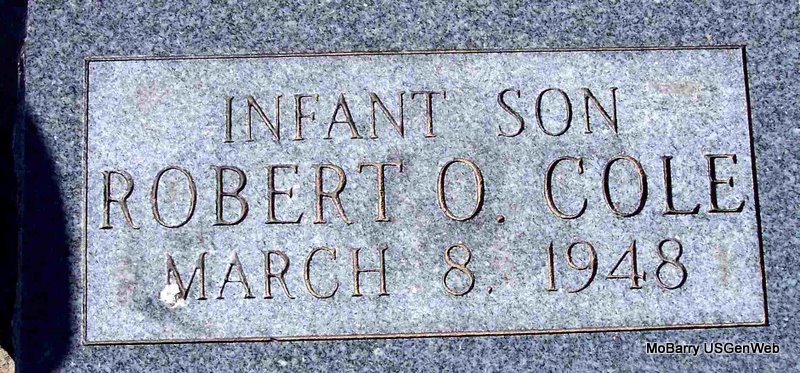 INFANT SON
ROBERT O. COLE
MARCH 8, 1948
MoBarry USGenWeb